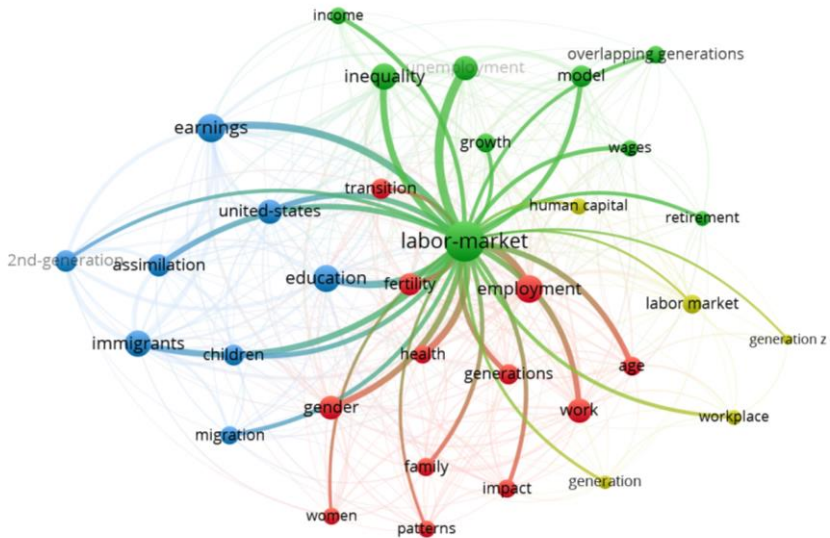 income
overlapping generations
unemployment
inequality
model
earnings
growth
wages
transition
united-states
human capital
retirement
labor-market
2nd-generation
assimilation
education
fertility
employment
labor market
immigrants
children
health
generation z
generations
age
gender
work
workplace
migration
family
impact
generation
women
patterns